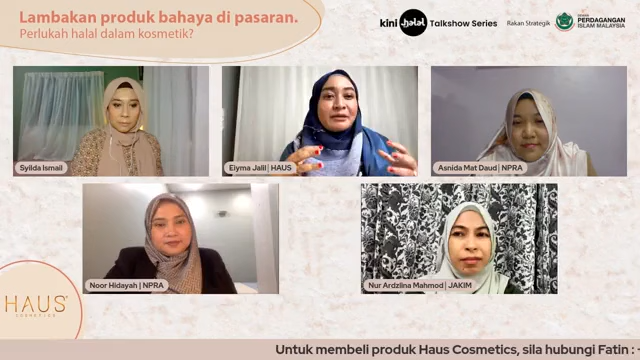 Lambakan produk bahaya di pasaran.
Perlukah halal dalam kosmetik?
kini halal Talkshow Series
Rakan Strategik
PERDAGANGAN
ISLAM MALAYSIA
Syilda Ismail
Eiyma Jalil | HAUS
Asnida Mat Daud | NPRA
Noor Hidayah | NPRA
Nur Ardzlina Mahmod | JAKIM
HAUS
COSMETICS
Untuk membeli produk Haus Cosmetics, sila hubungi Fatin :